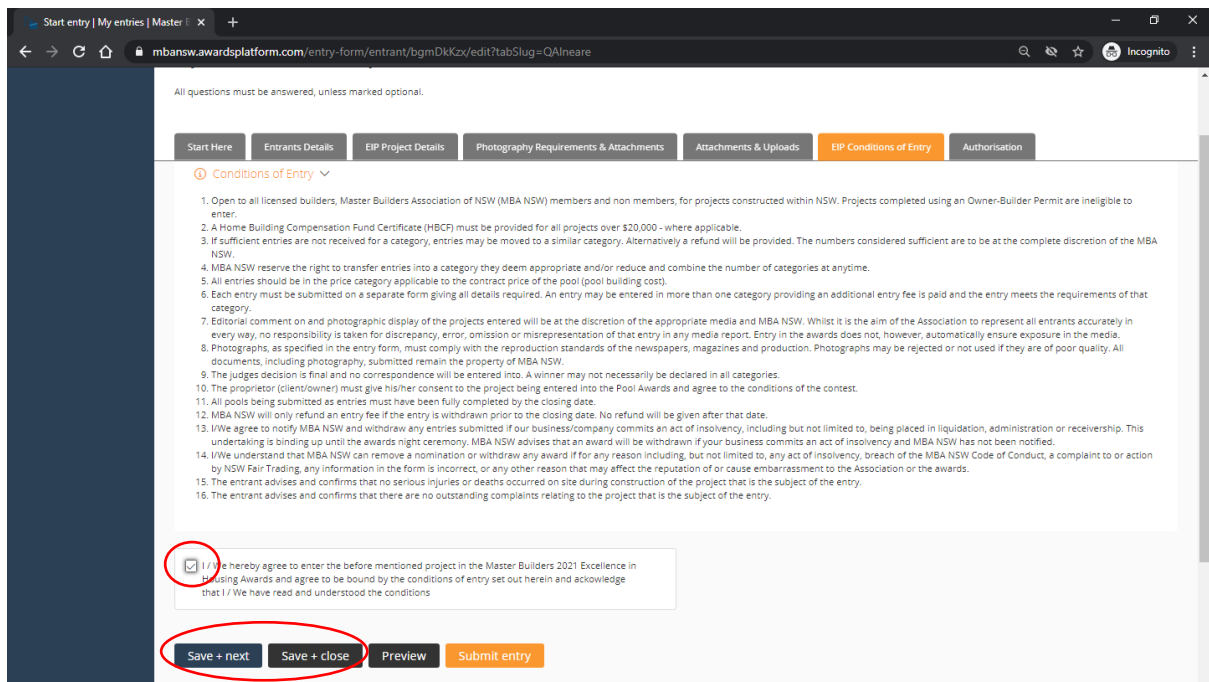 Start entry | My entries | Master B
mbansw.awardsplatform.com/entry-form/entrant/bgmDkKzx/edit?tabSlug=QAlneare
Incognito
All questions must be answered, unless marked optional.
Start Here
Entrants Details
EIP Project Details
Photography Requirements & Attachments
Attachments & Uploads
EIP Conditions of Entry
Authorisation
Conditions of Entry
1. Open to all licensed builders, Master Builders Association of NSW (MBA NSW) members and non members, for projects constructed within NSW. Projects completed using an Owner-Builder Permit are ineligible to
enter.
2. A Home Building Compensation Fund Certificate (HBCF) must be provided for all projects over $20,000 - where applicable.
3. If sufficient entries are not received for a category, entries may be moved to a similar category. Alternatively a refund will be provided. The numbers considered sufficient are to be at the complete discretion of the MBA
NSW.
4. MBA NSW reserve the right to transfer entries into a category they deem appropriate and/or reduce and combine the number of categories at anytime.
5. All entries should be in the price category applicable to the contract price of the pool (pool building cost).
6. Each entry must be submitted on a separate form giving all details required. An entry may be entered in more than one category providing an additional entry fee is paid and the entry meets the requirements of that
category.
7. Editorial comment on and photographic display of the projects entered will be at the discretion of the appropriate media and MBA NSW. Whilst it is the aim of the Association to represent all entrants accurately in
every way, no responsibility is taken for discrepancy, error, omission or misrepresentation of that entry in any media report. Entry in the awards does not, however, automatically ensure exposure in the media.
8. Photographs, as specified in the entry form, must comply with the reproduction standards of the newspapers, magazines and production. Photographs may be rejected or not used if they are of poor quality. All
documents, including photography, submitted remain the property of MBA NSW.
9. The judges decision is final and no correspondence will be entered into. A winner may not necessarily be declared in all categories.
10. The proprietor (client/owner) must give his/her consent to the project being entered into the Pool Awards and agree to the conditions of the contest.
11. All pools being submitted as entries must have been fully completed by the closing date.
12. MBA NSW will only refund an entry fee if the entry is withdrawn prior to the closing date. No refund will be given after that date.
13. I/We agree to notify MBA NSW and withdraw any entries submitted if our business/company commits an act of insolvency, including but not limited to, being placed in liquidation, administration or receivership. This
undertaking is binding up until the awards night ceremony. MBA NSW advises that an award will be withdrawn if your business commits an act of insolvency and MBA NSW has not been notified.
14. I/We understand that MBA NSW can remove a nomination or withdraw any award if for any reason including, but not limited to, any act of insolvency, breach of the MBA NSW Code of Conduct, a complaint to or action
by NSW Fair Trading, any information in the form is incorrect, or any other reason that may affect the reputation of or cause embarrassment to the Association or the awards.
15. The entrant advises and confirms that no serious injuries or deaths occurred on site during construction of the project that is the subject of the entry.
16. The entrant advises and confirms that there are no outstanding complaints relating to the project that is the subject of the entry.
I / We hereby agree to enter the before mentioned project in the Master Builders 2021 Excellence in
Housing Awards and agree to be bound by the conditions of entry set out herein and ackowledge
that I / We have read and understood the conditions
Save + next
Save + close
Preview
Submit entry